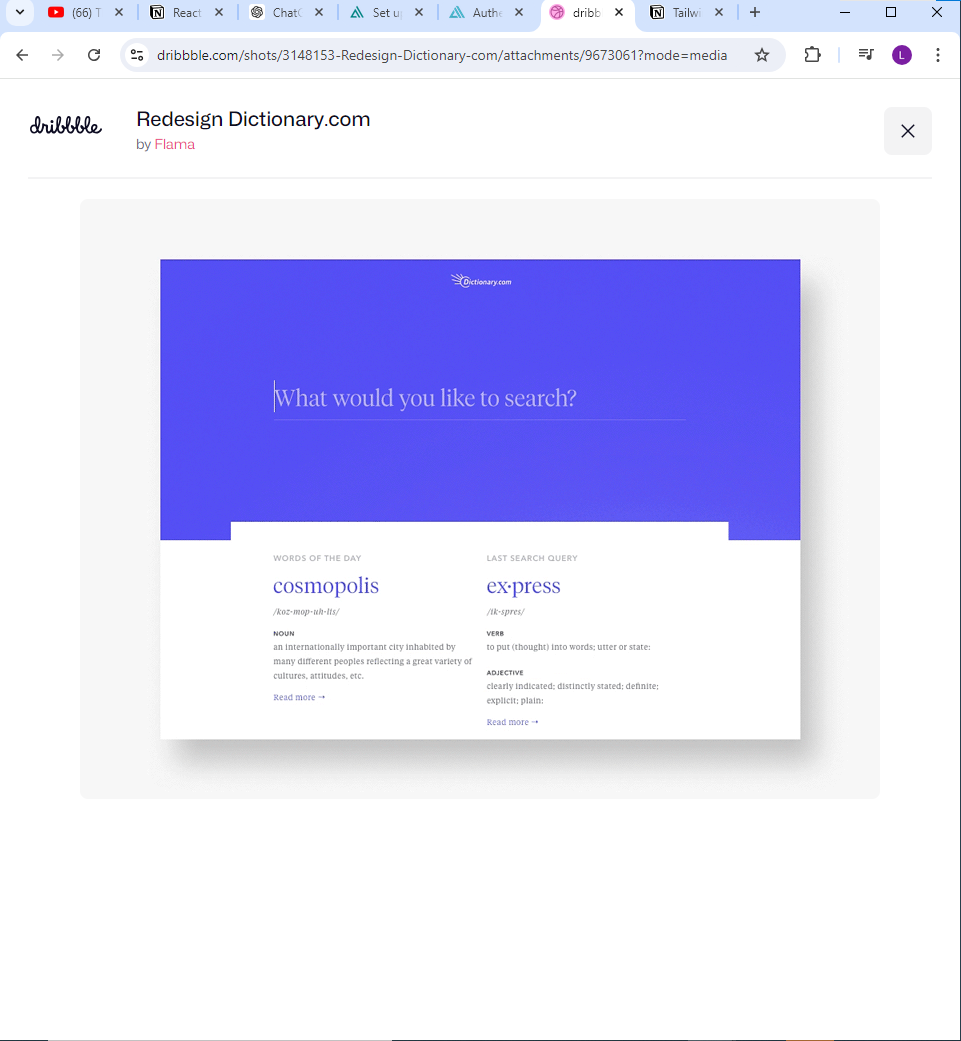 (66) T
React
Chat
Set u
Authe
dribb
Tailwi
dribbble.com/shots/3148153-Redesign-Dictionary-com/attachments/9673061?mode=media
L
dribbble
Redesign Dictionary.com
by Flama
Dictionary.com
What would you like to search?
WORDS OF THE DAY
cosmopolis
/koz-mop-uh-lis/
NOUN
an internationally important city inhabited by
many different peoples reflecting a great variety of
cultures, attitudes, etc.
Read more →
LAST SEARCH QUERY
ex·press
/ik-spres/
VERB
to put (thought) into words; utter or state:
ADJECTIVE
clearly indicated; distinctly stated; definite;
explicit; plain:
Read more →